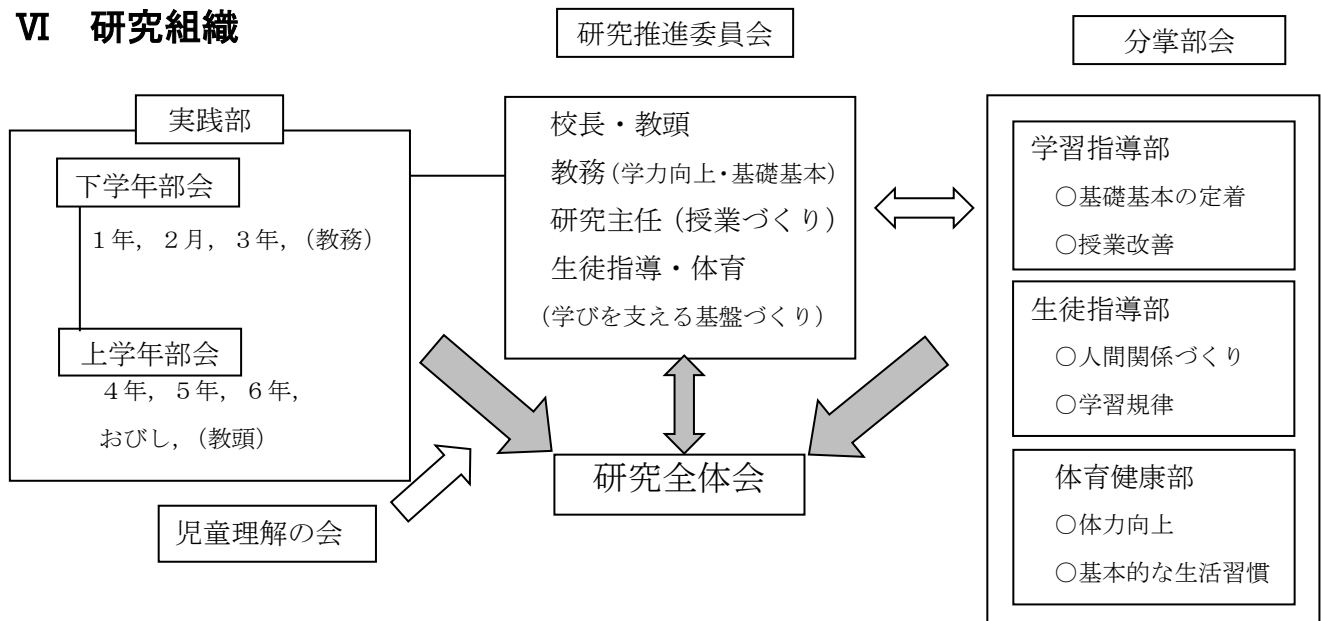 Ⅵ　研究組織
研究推進委員会
分掌部会
実践部
下学年部会
１年，２月，３年，（教務）
上学年部会
４年，５年，６年，
おびし，（教頭）
児童理解の会
校長・教頭
教務（学力向上・基礎基本）
研究主任（授業づくり）
生徒指導・体育
（学びを支える基盤づくり）
研究全体会
学習指導部
○基礎基本の定着
○授業改善
生徒指導部
○人間関係づくり
○学習規律
体育健康部
○体力向上
○基本的な生活習慣